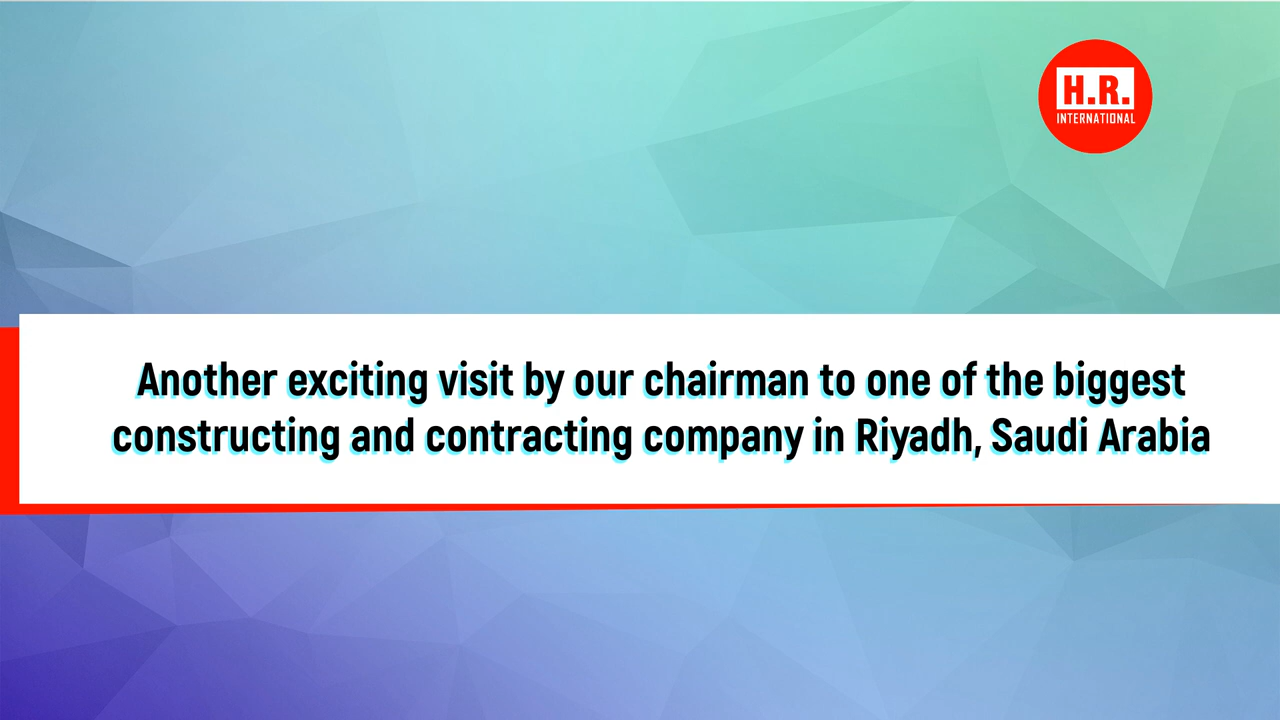 H.R.
INTERNATIONAL
Another exciting visit by our chairman to one of the biggest
constructing and contracting company in Riyadh, Saudi Arabia